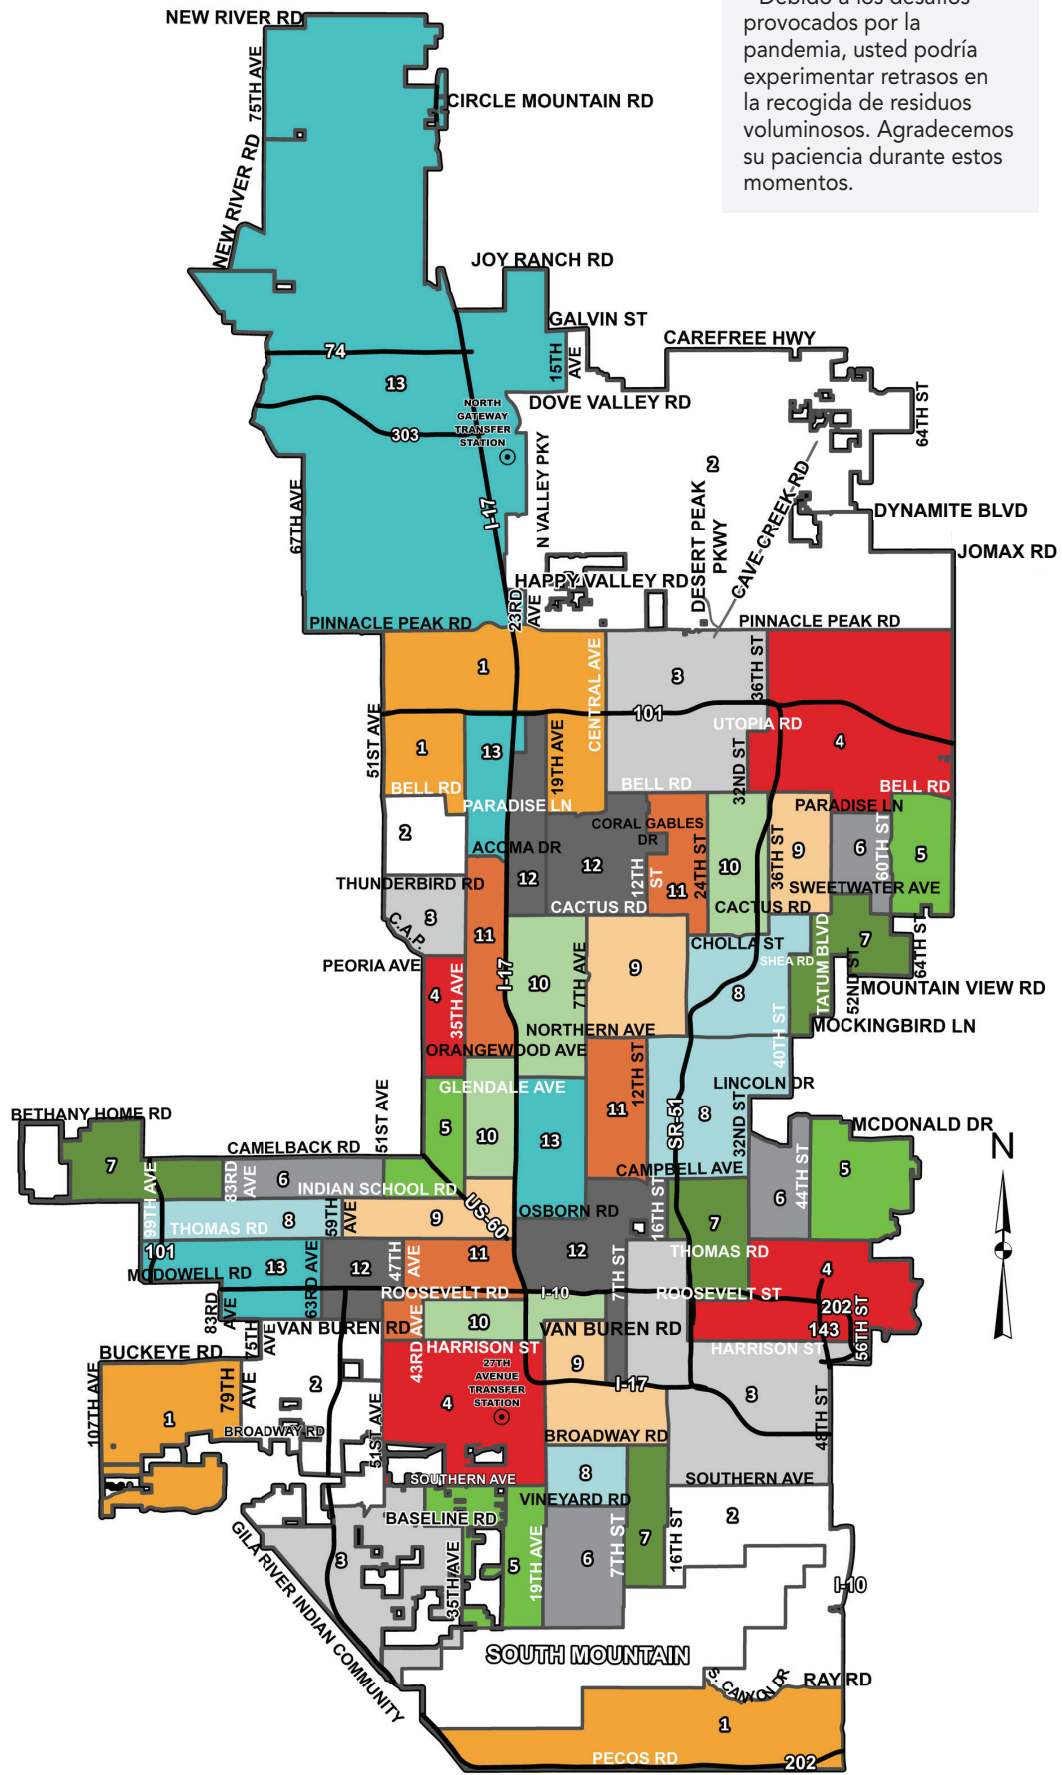 Debido a los desafíos
provocados por la
pandemia, usted podría
experimentar retrasos en
la recogida de residuos
voluminosos. Agradecemos
su paciencia durante estos
momentos.
NEW RIVER RD
75TH AVE
CIRCLE MOUNTAIN RD
NEW RIVER RD
JOY RANCH RD
GALVIN ST
15TH
AVE
CAREFREE HWY
74
13
DOVE VALLEY RD
NORTH
GATEWAY
TRANSFER
STATION
303
64TH ST
N VALLEY PKY
2
67TH AVE
I-17
DESERT PEAK
PKWY
CAVE CREEK RD
DYNAMITE BLVD
JOMAX RD
HAPPY VALLEY RD
23RD
AVE
PINNACLE PEAK RD
PINNACLE PEAK RD
1
CENTRAL AVE
3
36TH ST
101
UTOPIA RD
51ST AVE
1
13
19TH AVE
32ND ST
4
BELL RD
BELL RD
BELL RD
PARADISE LN
PARADISE LN
2
CORAL GABLES
DR
ACOMA DR
12
12
12TH
ST
11
24TH ST
10
36TH ST
9
6
60TH ST
5
THUNDERBIRD RD
SWEETWATER AVE
3
C.A.P.
CACTUS RD
CACTUS RD
11
CHOLLA ST
TATUM BLVD
7
64TH ST
PEORIA AVE
SHEA RD
4
35TH AVE
I-17
10
7TH AVE
9
8
52ND ST
MOUNTAIN VIEW RD
NORTHERN AVE
MOCKINGBIRD LN
ORANGEWOOD AVE
40TH ST
12TH ST
GLENDALE AVE
LINCOLN DR
51ST AVE
BETHANY HOME RD
5
10
13
11
SR-51
8
32ND ST
MCDONALD DR
N
CAMELBACK RD
7
83RD
AVE
6
CAMPBELL AVE
44TH ST
5
99TH AVE
INDIAN SCHOOL RD
6
16TH ST
THOMAS RD
8
59TH
AVE
9
US-60
OSBORN RD
7
101
MCDOWELL RD
13
63RD AVE
12
47TH
AVE
11
12
7TH ST
THOMAS RD
4
ROOSEVELT RD
I-10
ROOSEVELT ST
202
83RD
AVE
VAN BUREN RD
43RD AVE
10
VAN BUREN RD
143
56TH ST
75TH
AVE
HARRISON ST
HARRISON ST
BUCKEYE RD
107TH AVE
79TH
AVE
2
27TH
AVENUE
TRANSFER
STATION
9
I-17
3
1
4
48TH ST
BROADWAY RD
51ST AVE
BROADWAY RD
8
SOUTHERN AVE
SOUTHERN AVE
VINEYARD RD
BASELINE RD
2
GILA RIVER INDIAN COMMUNITY
3
35TH AVE
5
19TH AVE
6
7TH ST
7
16TH ST
I-10
SOUTH MOUNTAIN
S. CANYON DR
RAY RD
1
PECOS RD
202